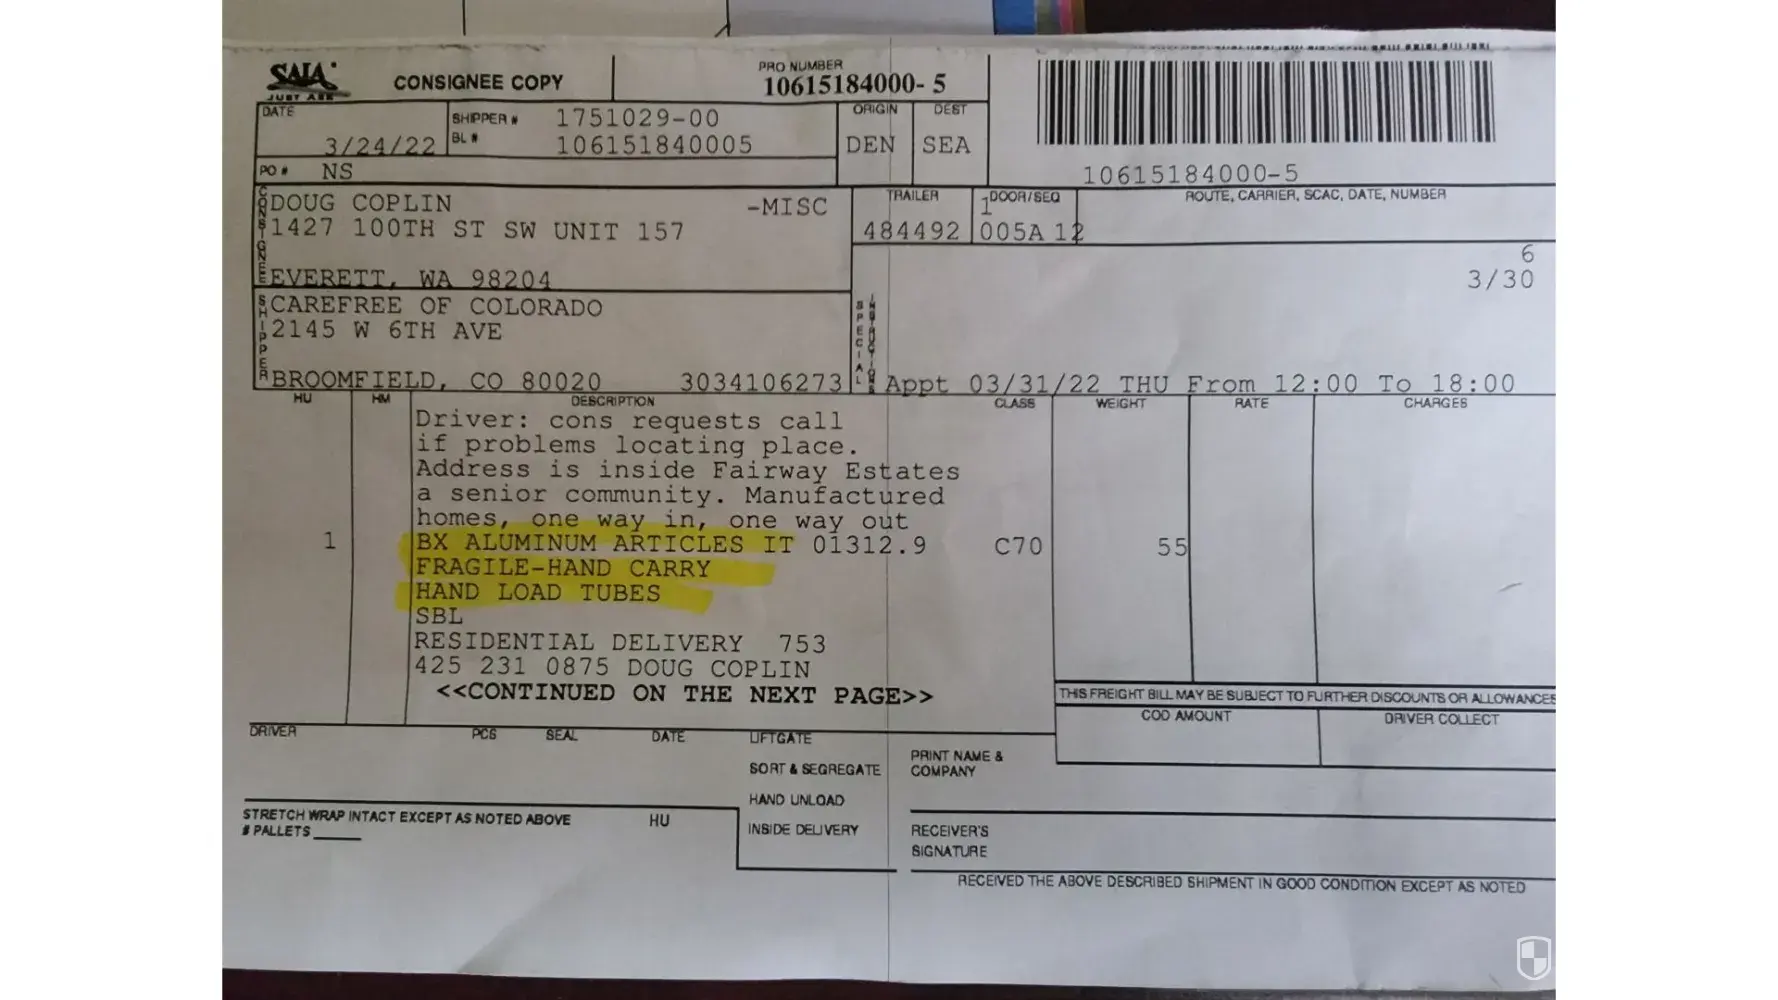 SAIA
JUST ASK
CONSIGNEE COPY
PRO NUMBER
10615184000- 5
DATE
3/24/22
SHIPPER # 1751029-00
BL # 106151840005
ORIGIN
DEN
DEST
SEA
10615184000-5
PO # NS
CONSIGNEE
DOUG COPLIN -MISC
1427 100TH ST SW UNIT 157
EVERETT, WA 98204
TRAILER
484492
DOOR/SEQ
1
005A 12
ROUTE, CARRIER, SCAC, DATE, NUMBER
6
3/30
SHIPPER
CAREFREE OF COLORADO
2145 W 6TH AVE
BROOMFIELD, CO 80020 3034106273
SPECIAL
Appt 03/31/22 THU From 12:00 To 18:00
HU HM DESCRIPTION CLASS WEIGHT RATE CHARGES
Driver: cons requests call
if problems locating place.
Address is inside Fairway Estates
a senior community. Manufactured
homes, one way in, one way out
1 BX ALUMINUM ARTICLES IT 01312.9 C70 55
FRAGILE-HAND CARRY
HAND LOAD TUBES
SBL
RESIDENTIAL DELIVERY 753
425 231 0875 DOUG COPLIN
<<CONTINUED ON THE NEXT PAGE>>
THIS FREIGHT BILL MAY BE SUBJECT TO FURTHER DISCOUNTS OR ALLOWANCES
COD AMOUNT DRIVER COLLECT
DRIVER PCS SEAL DATE LIFTGATE
SORT & SEGREGATE
HAND UNLOAD
INSIDE DELIVERY
PRINT NAME &
COMPANY
STRETCH WRAP INTACT EXCEPT AS NOTED ABOVE HU
# PALLETS
RECEIVER'S
SIGNATURE
RECEIVED THE ABOVE DESCRIBED SHIPMENT IN GOOD CONDITION EXCEPT AS NOTED